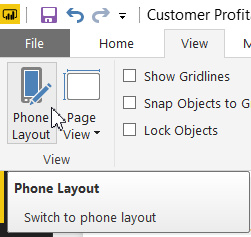 Customer Profit
File Home View
Show Gridlines
Snap Objects to G
Lock Objects
Phone Layout
Page View
View
Phone Layout
Switch to phone layout